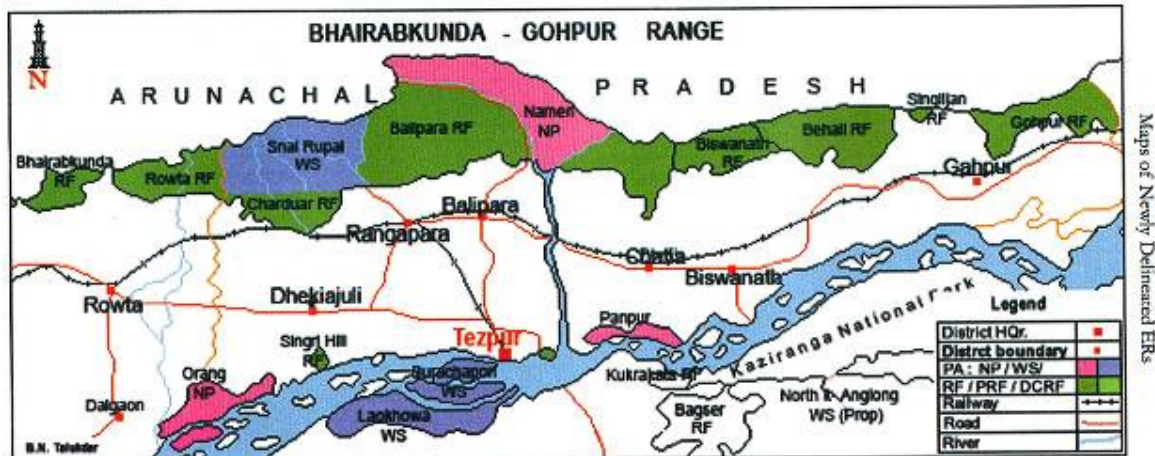 BHAIRABKUNDA - GOHPUR RANGE
N
ARUNACHAL PRADESH
Bhairabkunda
RF
Rowta RF
Snai Rupai
WS
Charduar RF
Balipara RF
Nameri
NP
Biswanath
RF
Behali RF
Singlijan
RF
Gohpur RF
Gahpur
Balipara
Rangapara
Chatia
Biswanath
Rowta
Dhekiajuli
Singri Hill
RF
Tezpur
Panpur
Orang
NP
Burachapori
WS
Laokhowa
WS
Dalgaon
Kukrakata RF
Kaziranga National Park
Bagser
RF
North K Anglong
WS (Prop)
B.N. Talukdar
Legend
District HQr.
Distrct boundary
PA : NP / WS/
RF / PRF / DCRF
Railway
Road
River
Maps of Newly Delineated ERs